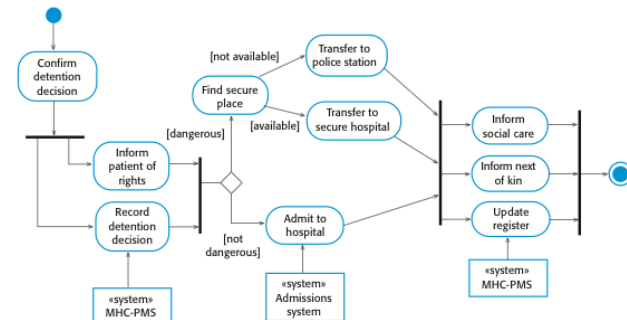 Confirm
detention
decision
Inform
patient of
rights
Record
detention
decision
«system»
MHC-PMS
[dangerous]
[not
dangerous]
Find secure
place
[not available]
[available]
Transfer to
police station
Transfer to
secure hospital
Admit to
hospital
«system»
Admissions
system
Inform
social care
Inform next
of kin
Update
register
«system»
MHC-PMS